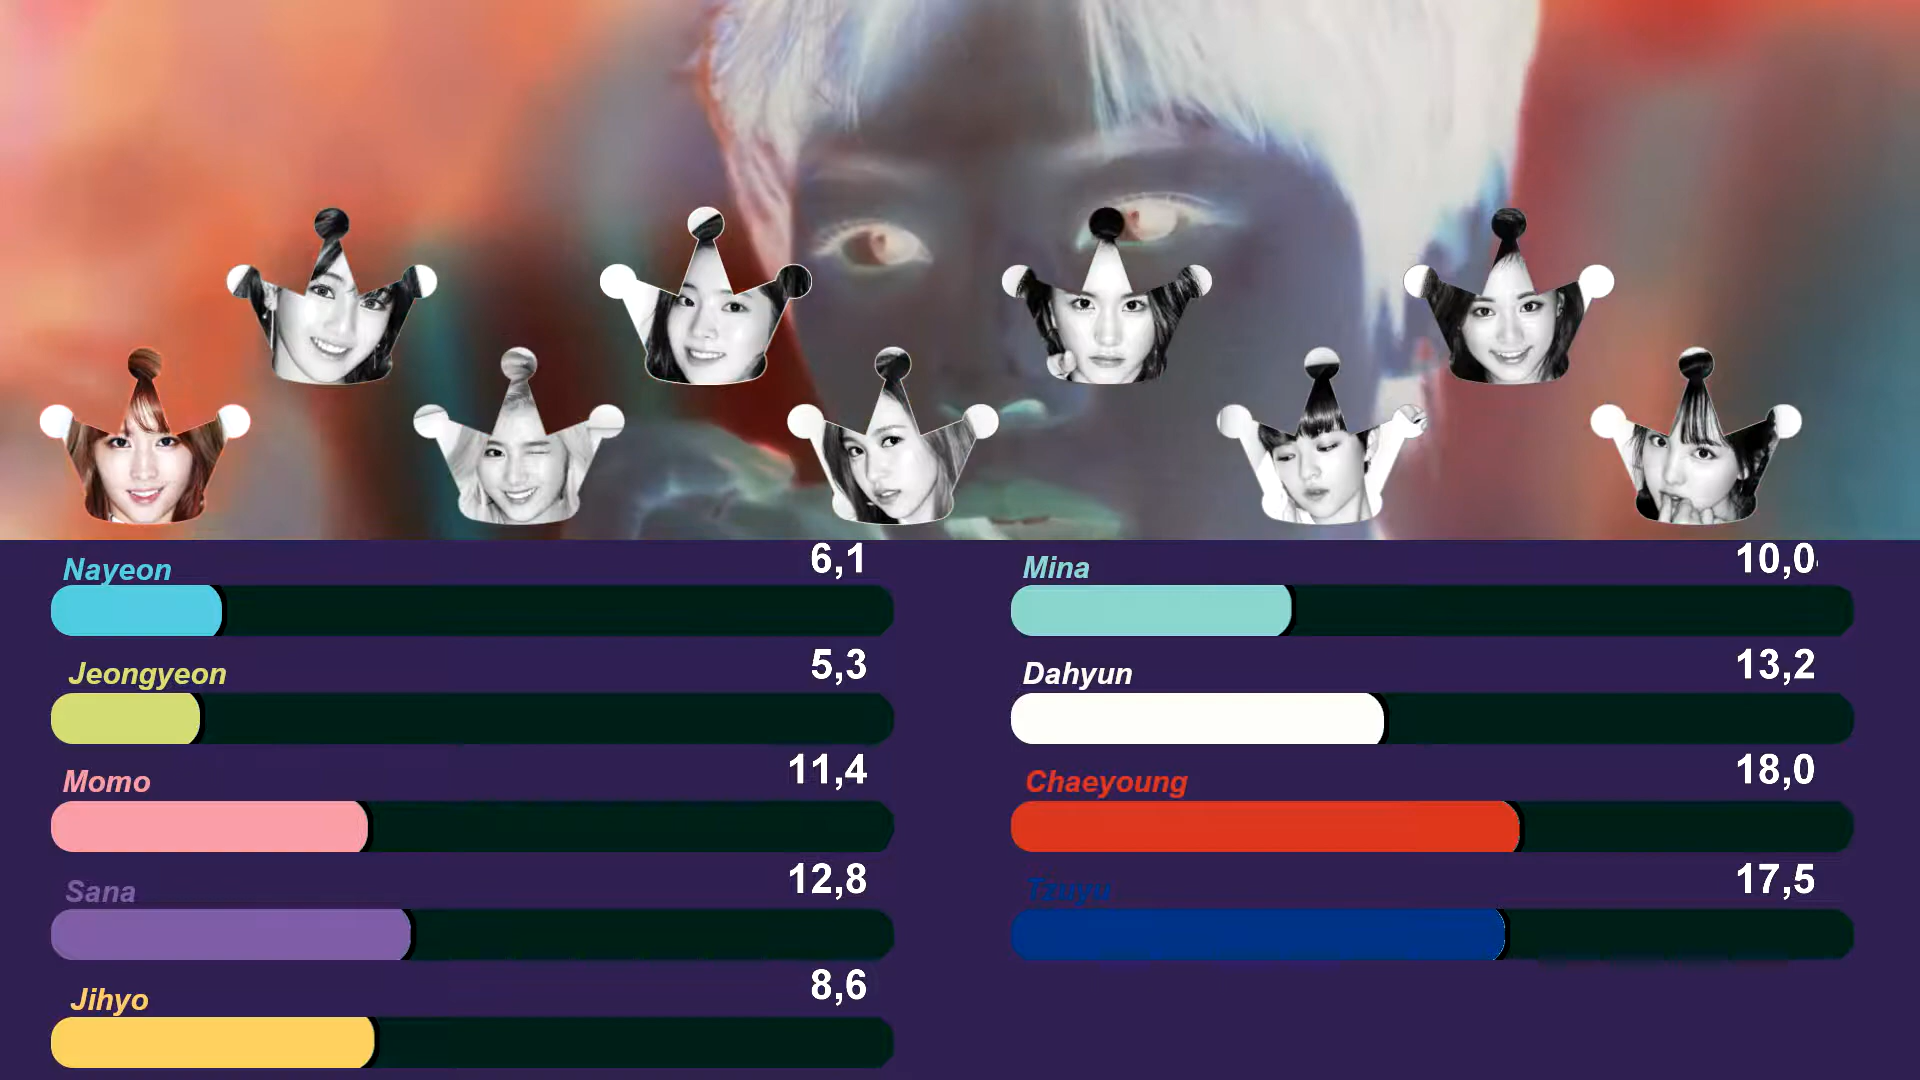 Nayeon 6,1
Jeongyeon 5,3
Momo 11,4
Sana 12,8
Jihyo 8,6
Mina 10,0
Dahyun 13,2
Chaeyoung 18,0
Tzuyu 17,5